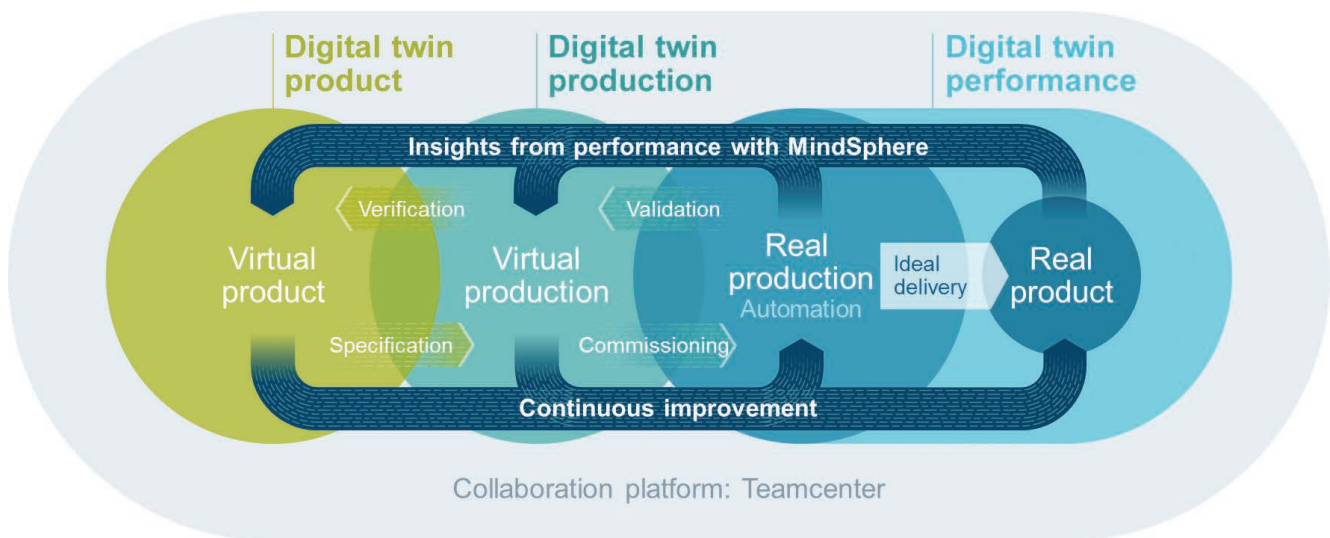 Digital twin
product
Digital twin
production
Digital twin
performance
Insights from performance with MindSphere
Verification
Validation
Virtual
product
Virtual
production
Real
production
Automation
Ideal
delivery
Real
product
Specification
Commissioning
Continuous improvement
Collaboration platform: Teamcenter